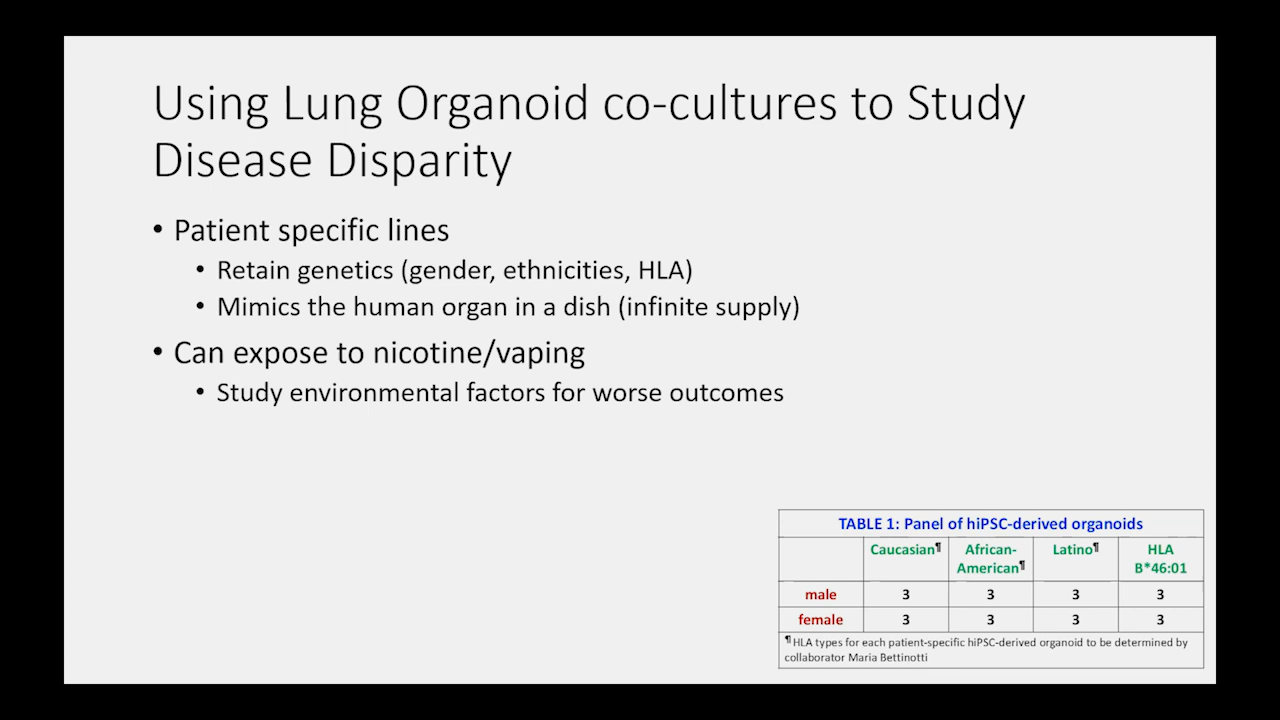 Using Lung Organoid co-cultures to Study
Disease Disparity
• Patient specific lines
• Retain genetics (gender, ethnicities, HLA)
• Mimics the human organ in a dish (infinite supply)
• Can expose to nicotine/vaping
• Study environmental factors for worse outcomes
TABLE 1: Panel of hiPSC-derived organoids
Caucasian¶ African-American¶ Latino¶ HLA B*46:01
male 3 3 3 3
female 3 3 3 3
¶HLA types for each patient-specific hiPSC-derived organoid to be determined by
collaborator Maria Bettinotti